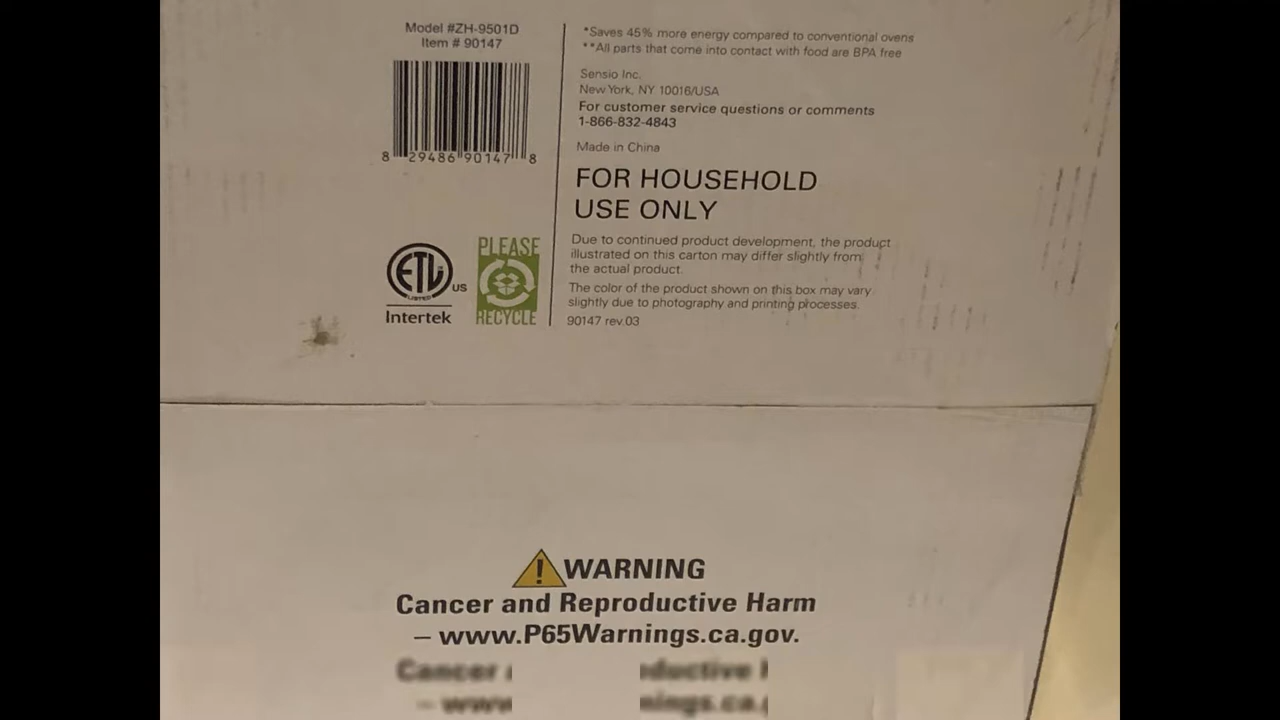 Model #ZH-9501D
Item # 90147
8 29486 90147 8
ETL
LISTED
US
Intertek
PLEASE
RECYCLE
*Saves 45% more energy compared to conventional ovens
**All parts that come into contact with food are BPA free
Sensio Inc.
New York, NY 10016/USA
For customer service questions or comments
1-866-832-4843
Made in China
FOR HOUSEHOLD
USE ONLY
Due to continued product development, the product
illustrated on this carton may differ slightly from
the actual product.
The color of the product shown on this box may vary
slightly due to photography and printing processes.
90147 rev.03
WARNING
Cancer and Reproductive Harm
– www.P65Warnings.ca.gov.
Cancer